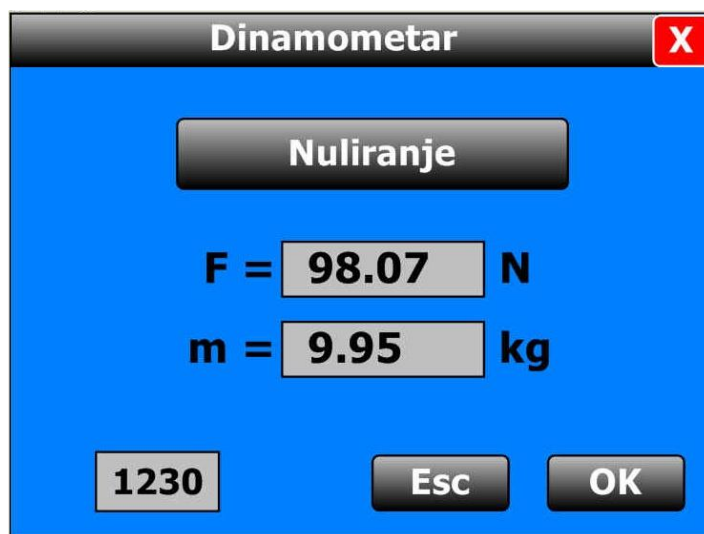 Dinamometar X
Nuliranje
F = 98.07 N
m = 9.95 kg
1230 Esc OK